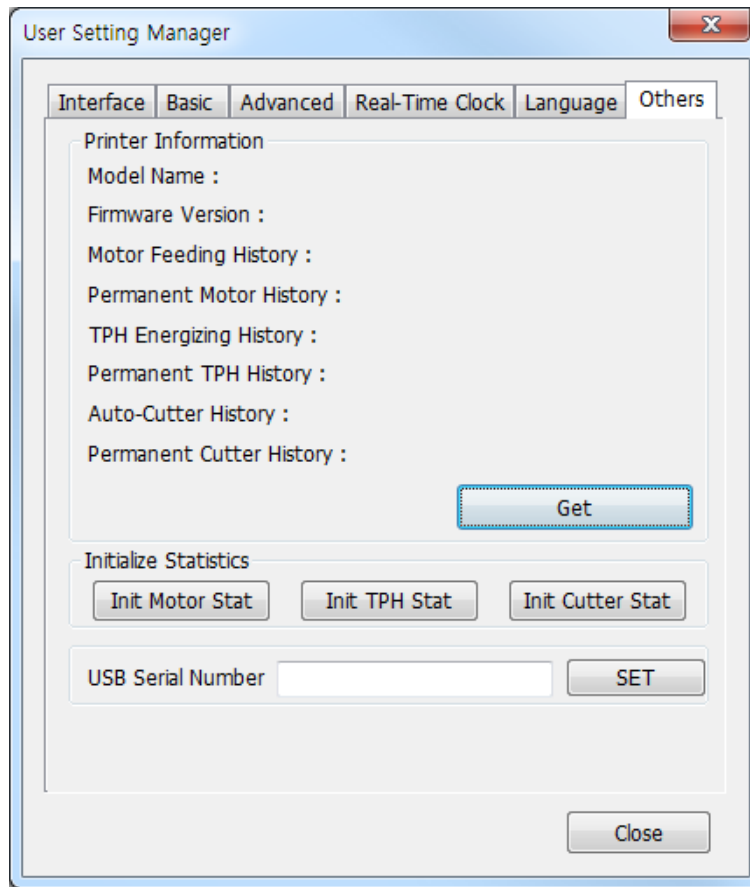 User Setting Manager
Interface Basic Advanced Real-Time Clock Language Others
Printer Information
Model Name :
Firmware Version :
Motor Feeding History :
Permanent Motor History :
TPH Energizing History :
Permanent TPH History :
Auto-Cutter History :
Permanent Cutter History :
Get
Initialize Statistics
Init Motor Stat Init TPH Stat Init Cutter Stat
USB Serial Number SET
Close